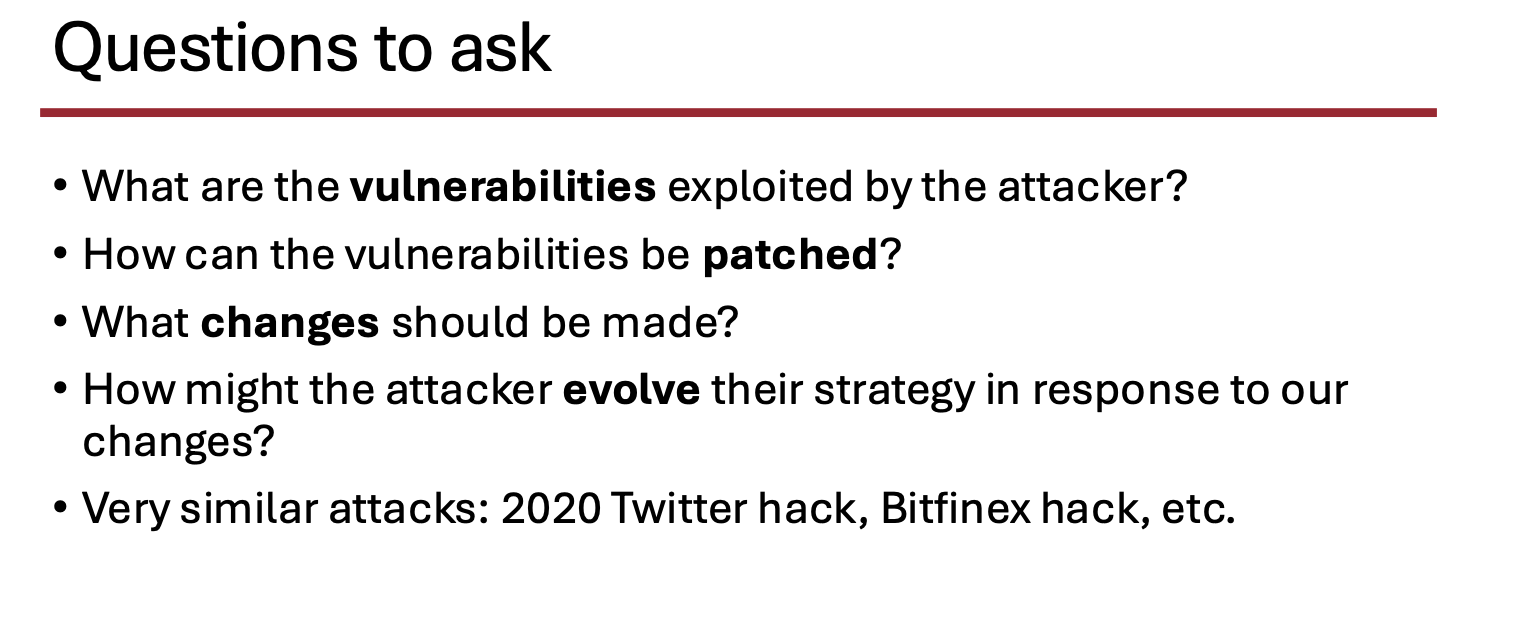 Questions to ask
• What are the vulnerabilities exploited by the attacker?
• How can the vulnerabilities be patched?
• What changes should be made?
• How might the attacker evolve their strategy in response to our
changes?
• Very similar attacks: 2020 Twitter hack, Bitfinex hack, etc.